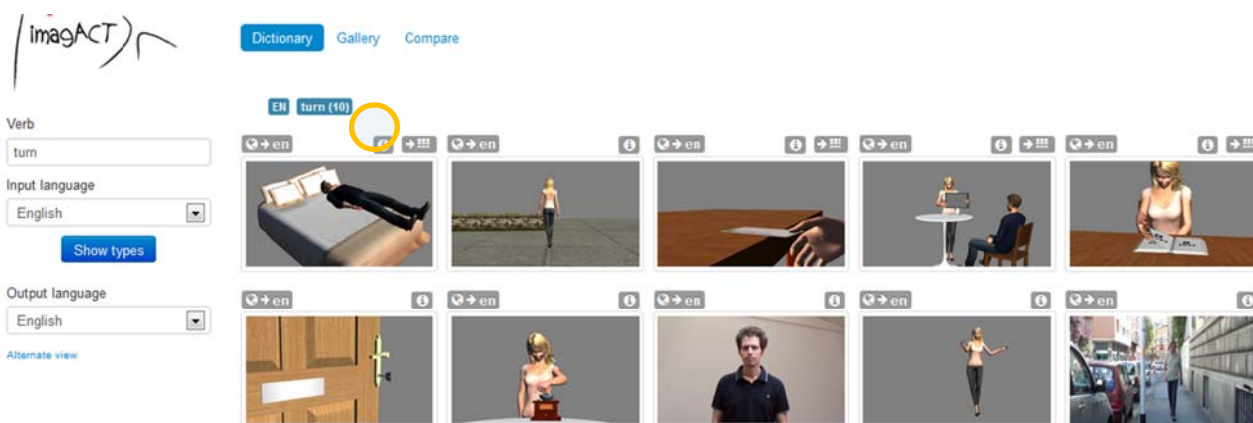 imagACT
Dictionary Gallery Compare
EN turn (10)
Verb
turn
Input language
English
Show types
Output language
English
Alternate view
→en i →!!! →en i →en i →!!! →en i →!!! →en i →!!!
→en i →en i →en i →en i →en i